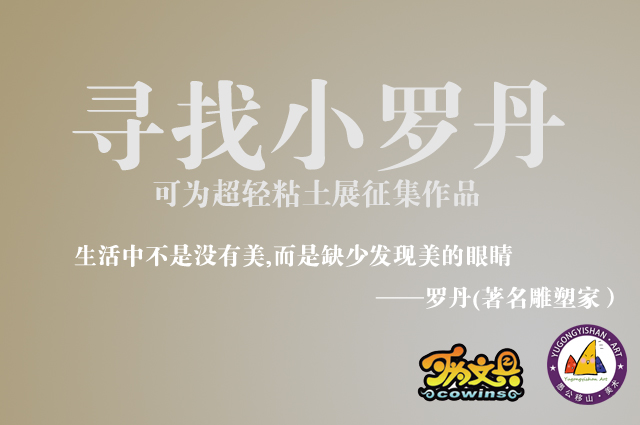 寻找小罗丹
可为超轻粘土展征集作品
生活中不是没有美,而是缺少发现美的眼睛
——罗丹(著名雕塑家）
可为文具
cowins
YUGONGYISHAN·ART
Yugongyishan.Art
愚公移山·美术